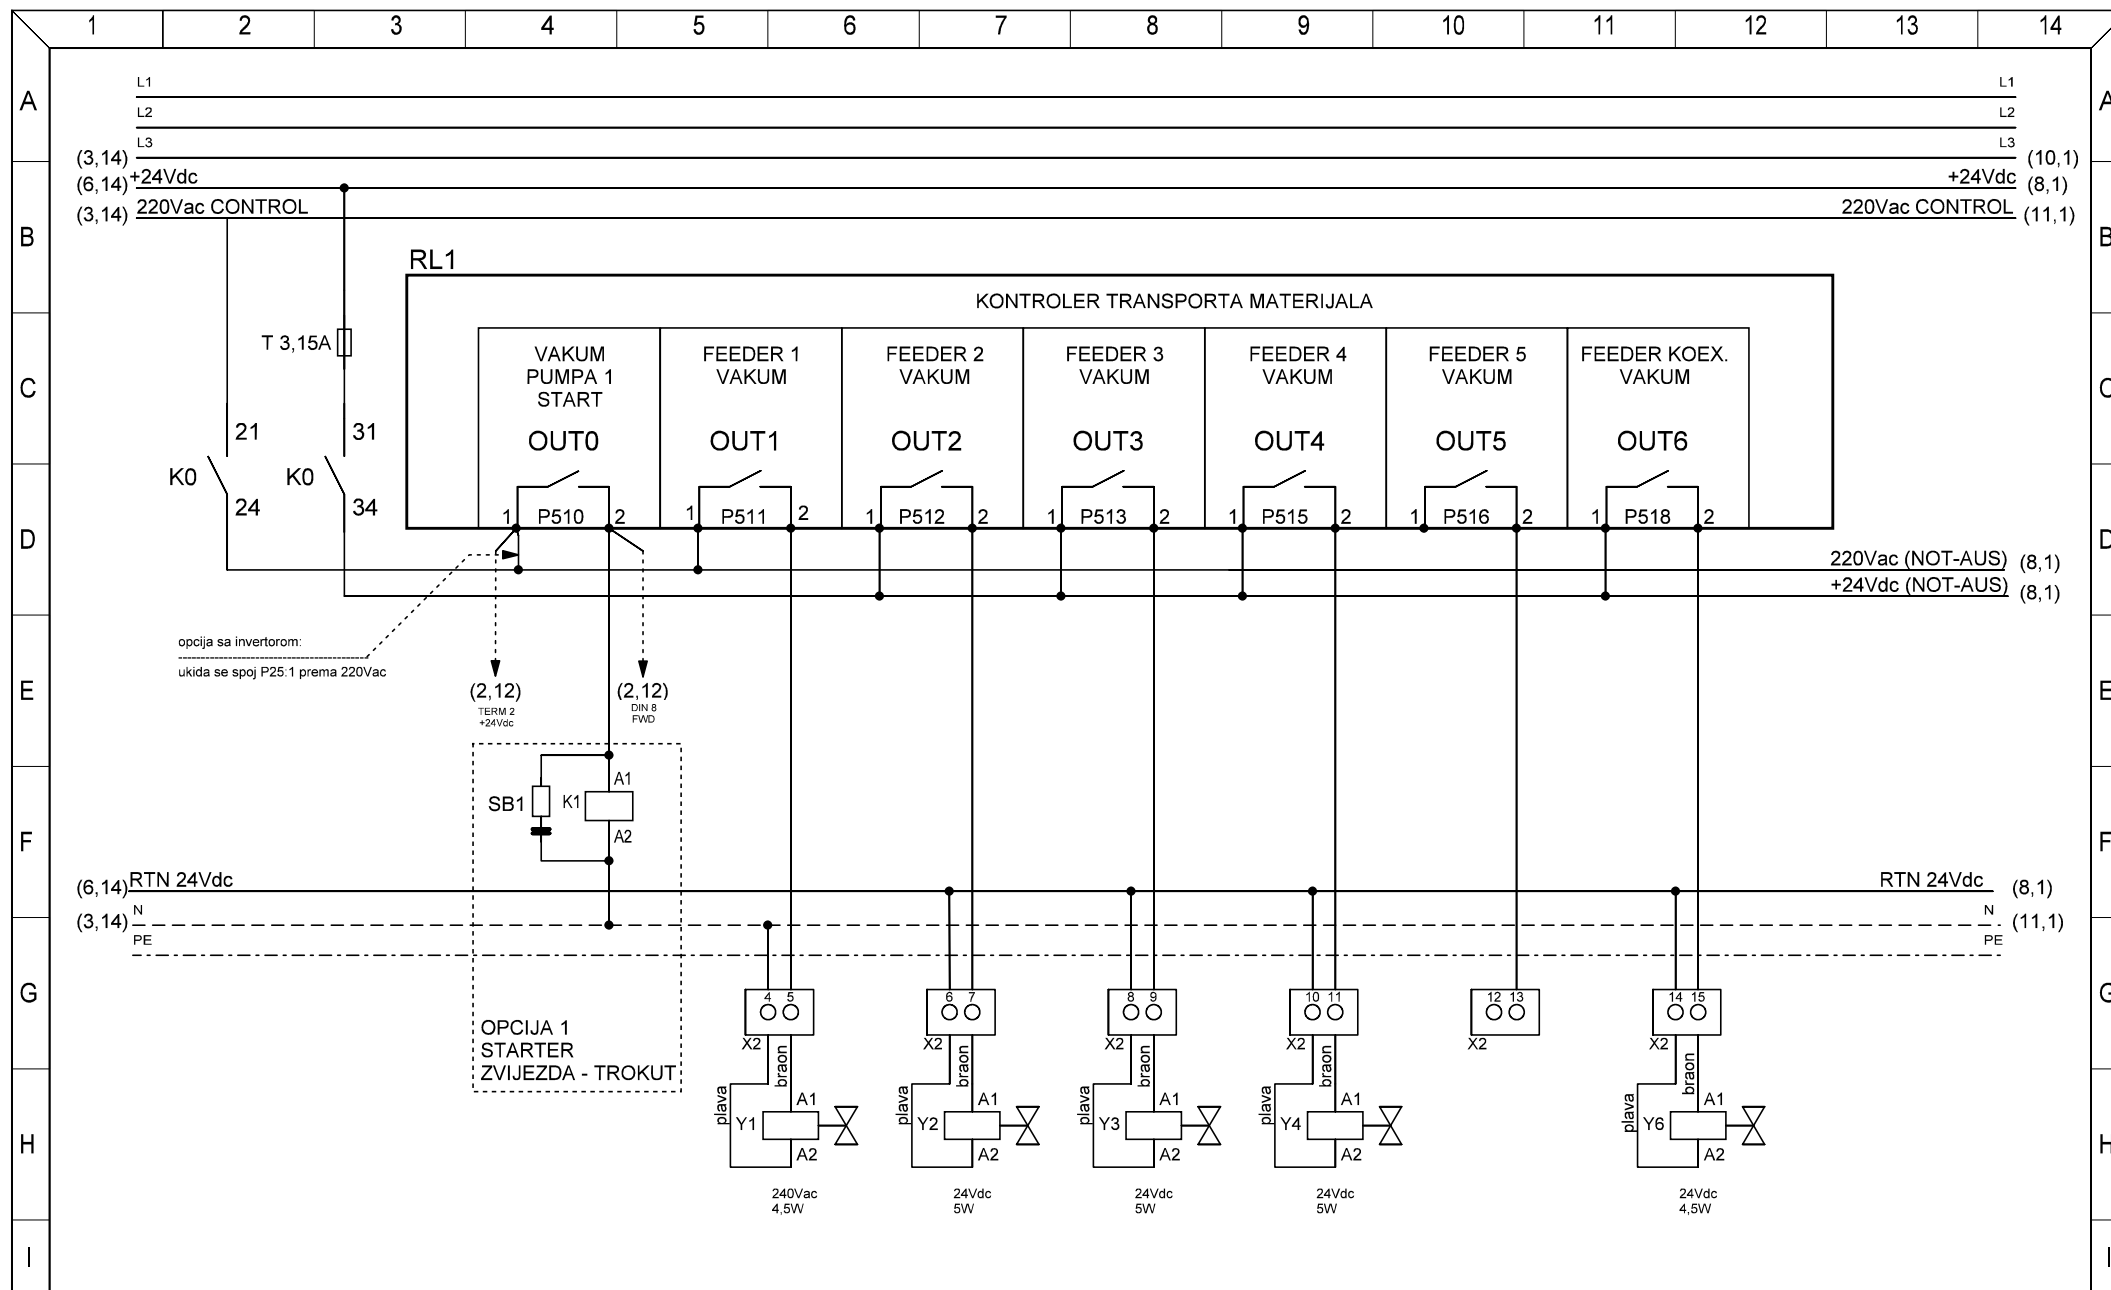 1 2 3 4 5 6 7 8 9 10 11 12 13 14
A L1 L1 A
L2 L2
(3,14) L3 L3 (10,1)
(6,14) +24Vdc +24Vdc (8,1)
(3,14) 220Vac CONTROL 220Vac CONTROL (11,1)
B B
RL1
KONTROLER TRANSPORTA MATERIJALA
T 3,15A
VAKUM PUMPA 1 START
FEEDER 1 VAKUM
FEEDER 2 VAKUM
FEEDER 3 VAKUM
FEEDER 4 VAKUM
FEEDER 5 VAKUM
FEEDER KOEX. VAKUM
C C
21 31 OUT0 OUT1 OUT2 OUT3 OUT4 OUT5 OUT6
K0 K0
24 34
1 P510 2 1 P511 2 1 P512 2 1 P513 2 1 P515 2 1 P516 2 1 P518 2
D D
220Vac (NOT-AUS) (8,1)
+24Vdc (NOT-AUS) (8,1)
opcija sa invertorom:
ukida se spoj P25:1 prema 220Vac
E E
(2,12) (2,12)
TERM 2 DIN 8
+24Vdc FWD
A1
SB1 K1
A2
F F
(6,14) RTN 24Vdc RTN 24Vdc (8,1)
(3,14) N N (11,1)
PE PE
G G
4 5 6 7 8 9 10 11 12 13 14 15
X2 X2 X2 X2 X2 X2
OPCIJA 1
STARTER
ZVIJEZDA - TROKUT
braon braon braon braon braon
plava plava plava plava plava
A1 A1 A1 A1 A1
Y1 Y2 Y3 Y4 Y6
H H
A2 A2 A2 A2 A2
240Vac 24Vdc 24Vdc 24Vdc 24Vdc
4,5W 5W 5W 5W 4,5W
I I